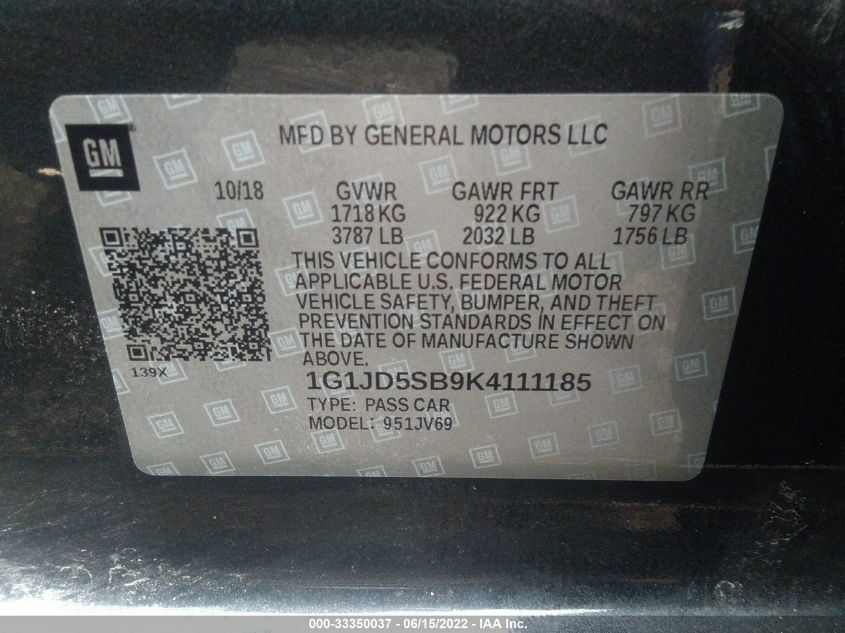 GM
MFD BY GENERAL MOTORS LLC
10/18 GVWR GAWR FRT GAWR RR
1718 KG 922 KG 797 KG
3787 LB 2032 LB 1756 LB
THIS VEHICLE CONFORMS TO ALL
APPLICABLE U.S. FEDERAL MOTOR
VEHICLE SAFETY, BUMPER, AND THEFT
PREVENTION STANDARDS IN EFFECT ON
THE DATE OF MANUFACTURE SHOWN
ABOVE.
139X
1G1JD5SB9K4111185
TYPE: PASS CAR
MODEL: 951JV69
000-33350037 - 06/15/2022 - IAA Inc.